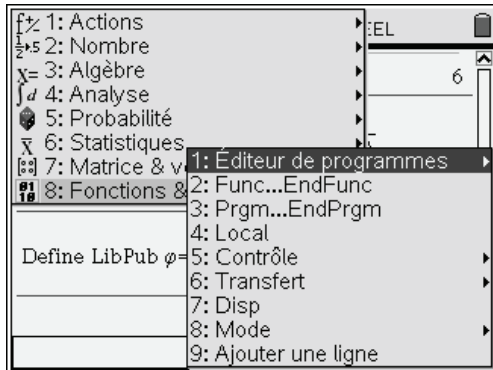 1: Actions
2: Nombre
3: Algèbre
4: Analyse
5: Probabilité
6: Statistiques
7: Matrice &
8: Fonctions &
EEL
6
1: Éditeur de programmes
2: Func...EndFunc
3: Prgm...EndPrgm
4: Local
5: Contrôle
6: Transfert
7: Disp
8: Mode
9: Ajouter une ligne
Define LibPub φ=